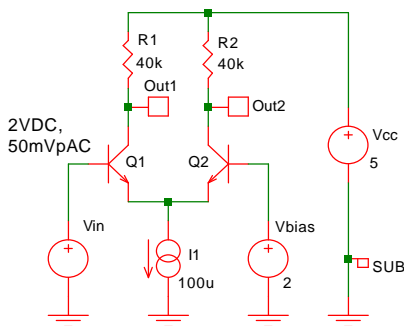 R1
40k
R2
40k
Out1
Out2
2VDC,
50mVpAC
Q1
Q2
Vcc
5
Vin
Vbias
2
I1
100u
SUB